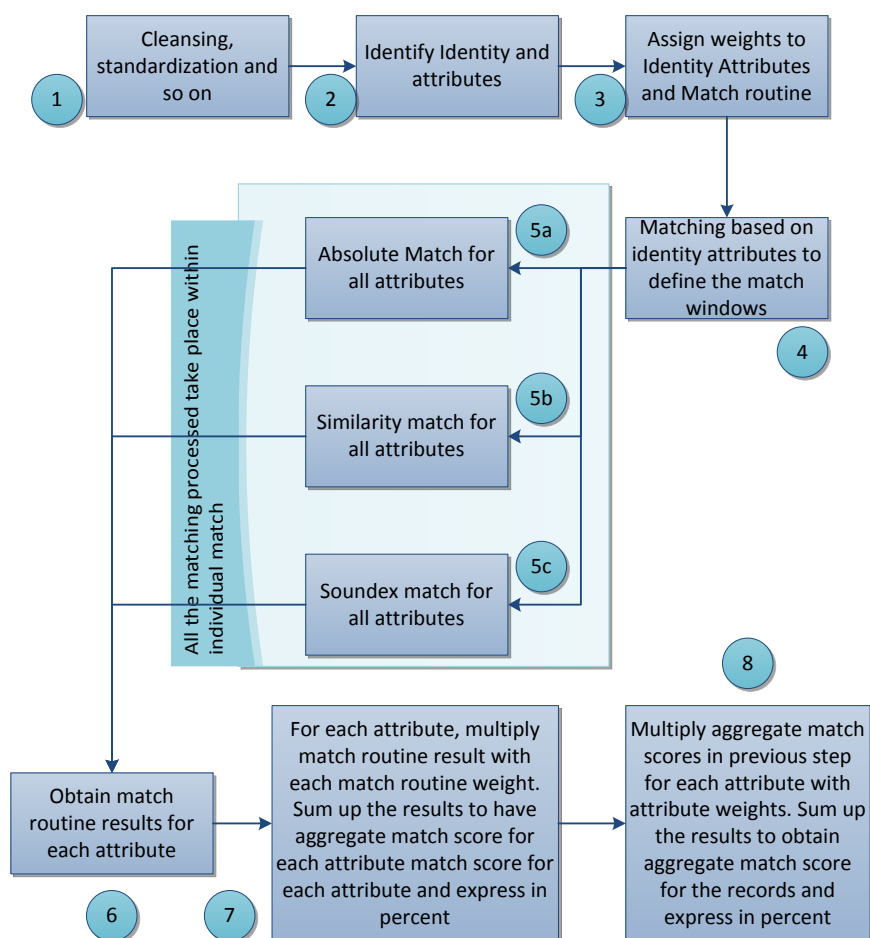 Cleansing,
standardization and
so on
1
Identify Identity and
attributes
2
Assign weights to
Identity Attributes
and Match routine
3
Matching based on
identity attributes to
define the match
windows
4
All the matching processed take place within
individual match
5a
Absolute Match for
all attributes
5b
Similarity match for
all attributes
5c
Soundex match for
all attributes
Obtain match
routine results for
each attribute
6
For each attribute, multiply
match routine result with
each match routine weight.
Sum up the results to have
aggregate match score for
each attribute match score for
each attribute and express in
percent
7
8
Multiply aggregate match
scores in previous step
for each attribute with
attribute weights. Sum up
the results to obtain
aggregate match score
for the records and
express in percent